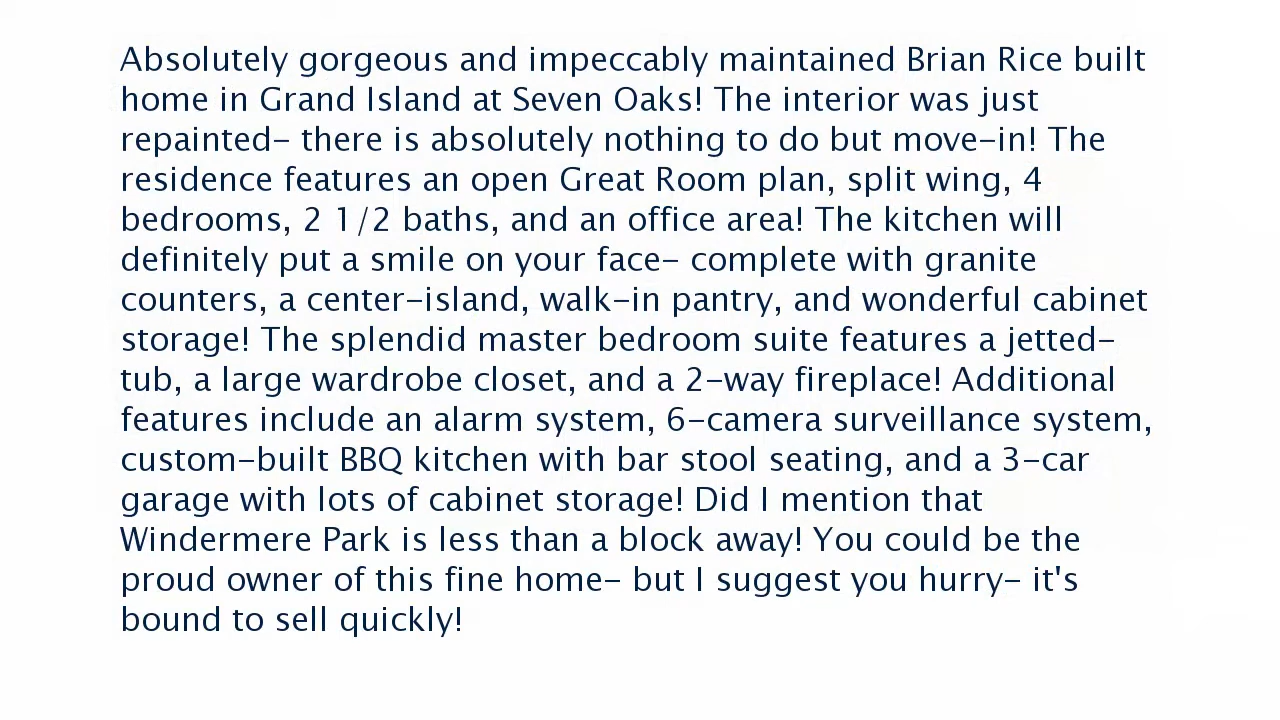 Absolutely gorgeous and impeccably maintained Brian Rice built
home in Grand Island at Seven Oaks! The interior was just
repainted– there is absolutely nothing to do but move–in! The
residence features an open Great Room plan, split wing, 4
bedrooms, 2 1/2 baths, and an office area! The kitchen will
definitely put a smile on your face– complete with granite
counters, a center–island, walk–in pantry, and wonderful cabinet
storage! The splendid master bedroom suite features a jetted–
tub, a large wardrobe closet, and a 2–way fireplace! Additional
features include an alarm system, 6–camera surveillance system,
custom–built BBQ kitchen with bar stool seating, and a 3–car
garage with lots of cabinet storage! Did I mention that
Windermere Park is less than a block away! You could be the
proud owner of this fine home– but I suggest you hurry– it's
bound to sell quickly!